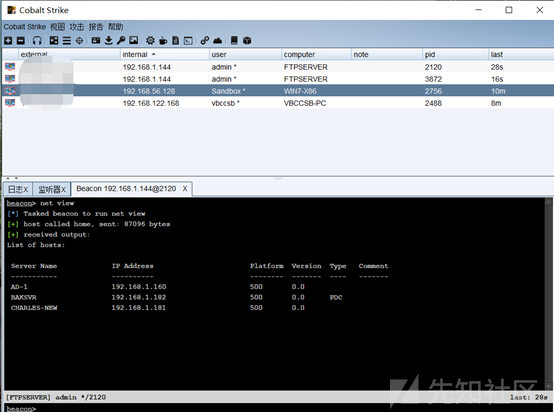 Cobalt Strike
Cobalt Strike 视图 攻击 报告 帮助
external internal user computer note pid last
192.168.1.144 admin * FTPSERVER 2120 28s
192.168.1.144 admin * FTPSERVER 3872 16s
192.168.56.128 Sandbox * WIN7-X86 2756 10m
192.168.122.168 vbccsb * VBCCSB-PC 2488 8m
日志X 监听器X Beacon 192.168.1.144@2120 X
beacon> net view
[*] Tasked beacon to run net view
[+] host called home, sent: 87096 bytes
[+] received output:
List of hosts:
Server Name IP Address Platform Version Type Comment
----------- ---------- -------- ------- ---- -------
AD-1 192.168.1.160 500 0.0
BAKSVR 192.168.1.182 500 0.0 PDC
CHARLES-NEW 192.168.1.181 500 0.0
先知社区
[FTPSERVER] admin */2120 last: 28s
beacon>